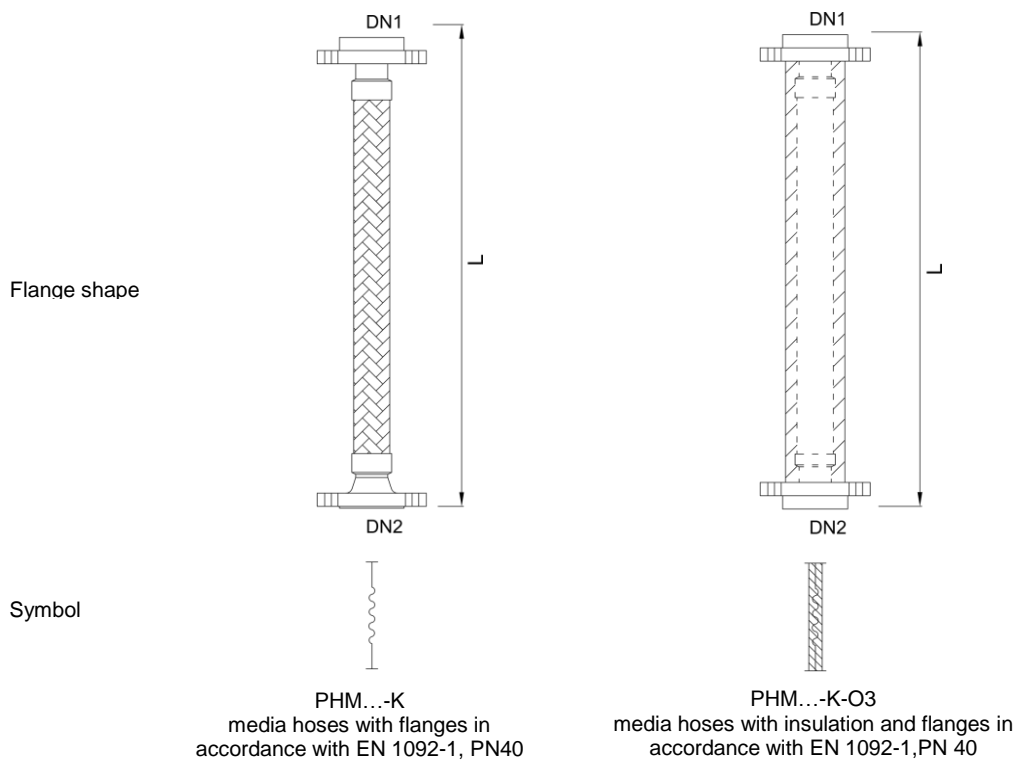 DN1
DN1
L
L
Flange shape
DN2
DN2
Symbol
PHM...-K
media hoses with flanges in
accordance with EN 1092-1, PN40
PHM...-K-O3
media hoses with insulation and flanges in
accordance with EN 1092-1,PN 40